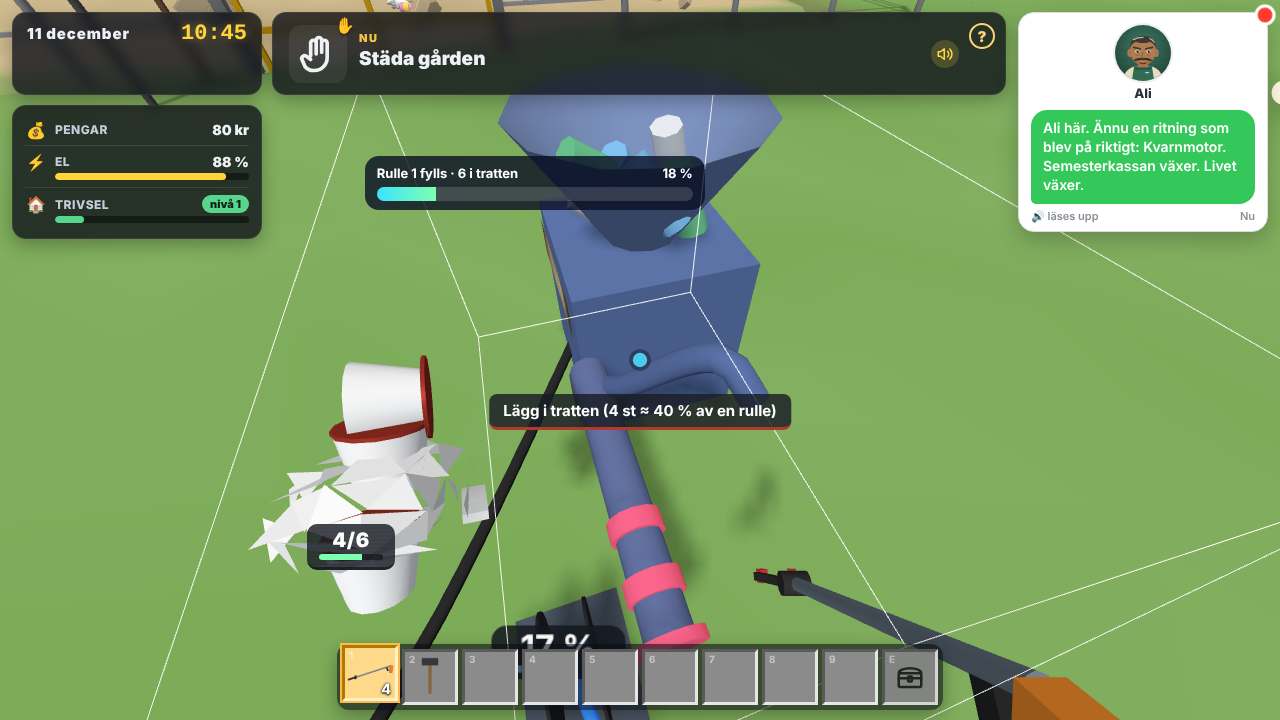 11 december
10:45
NU
Städa gården
?
Ali
Ali här. Ännu en ritning som
blev på riktigt: Kvarnmotor.
Semesterkassan växer. Livet
växer.
läses upp
Nu
PENGAR
80 kr
EL
88 %
TRIVSEL
nivå 1
Rulle 1 fylls · 6 i tratten
18 %
Lägg i tratten (4 st ≈ 40 % av en rulle)
4/6
17 %
4
2
3
4
5
6
7
8
9
E